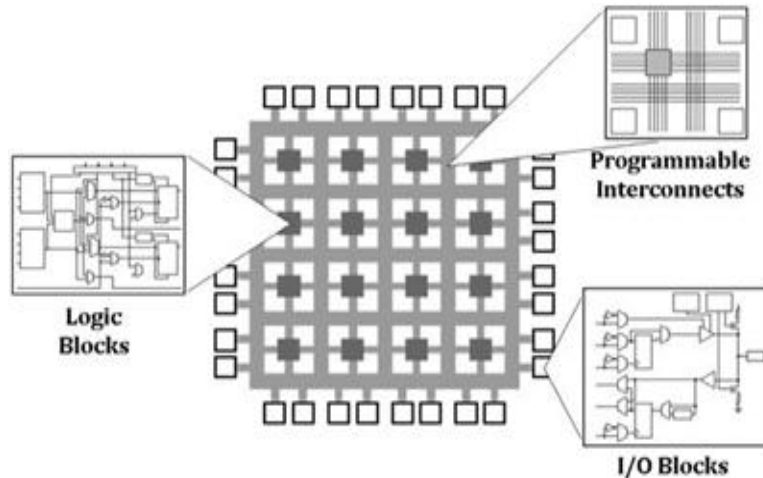 Programmable
Interconnects
Logic
Blocks
I/O Blocks